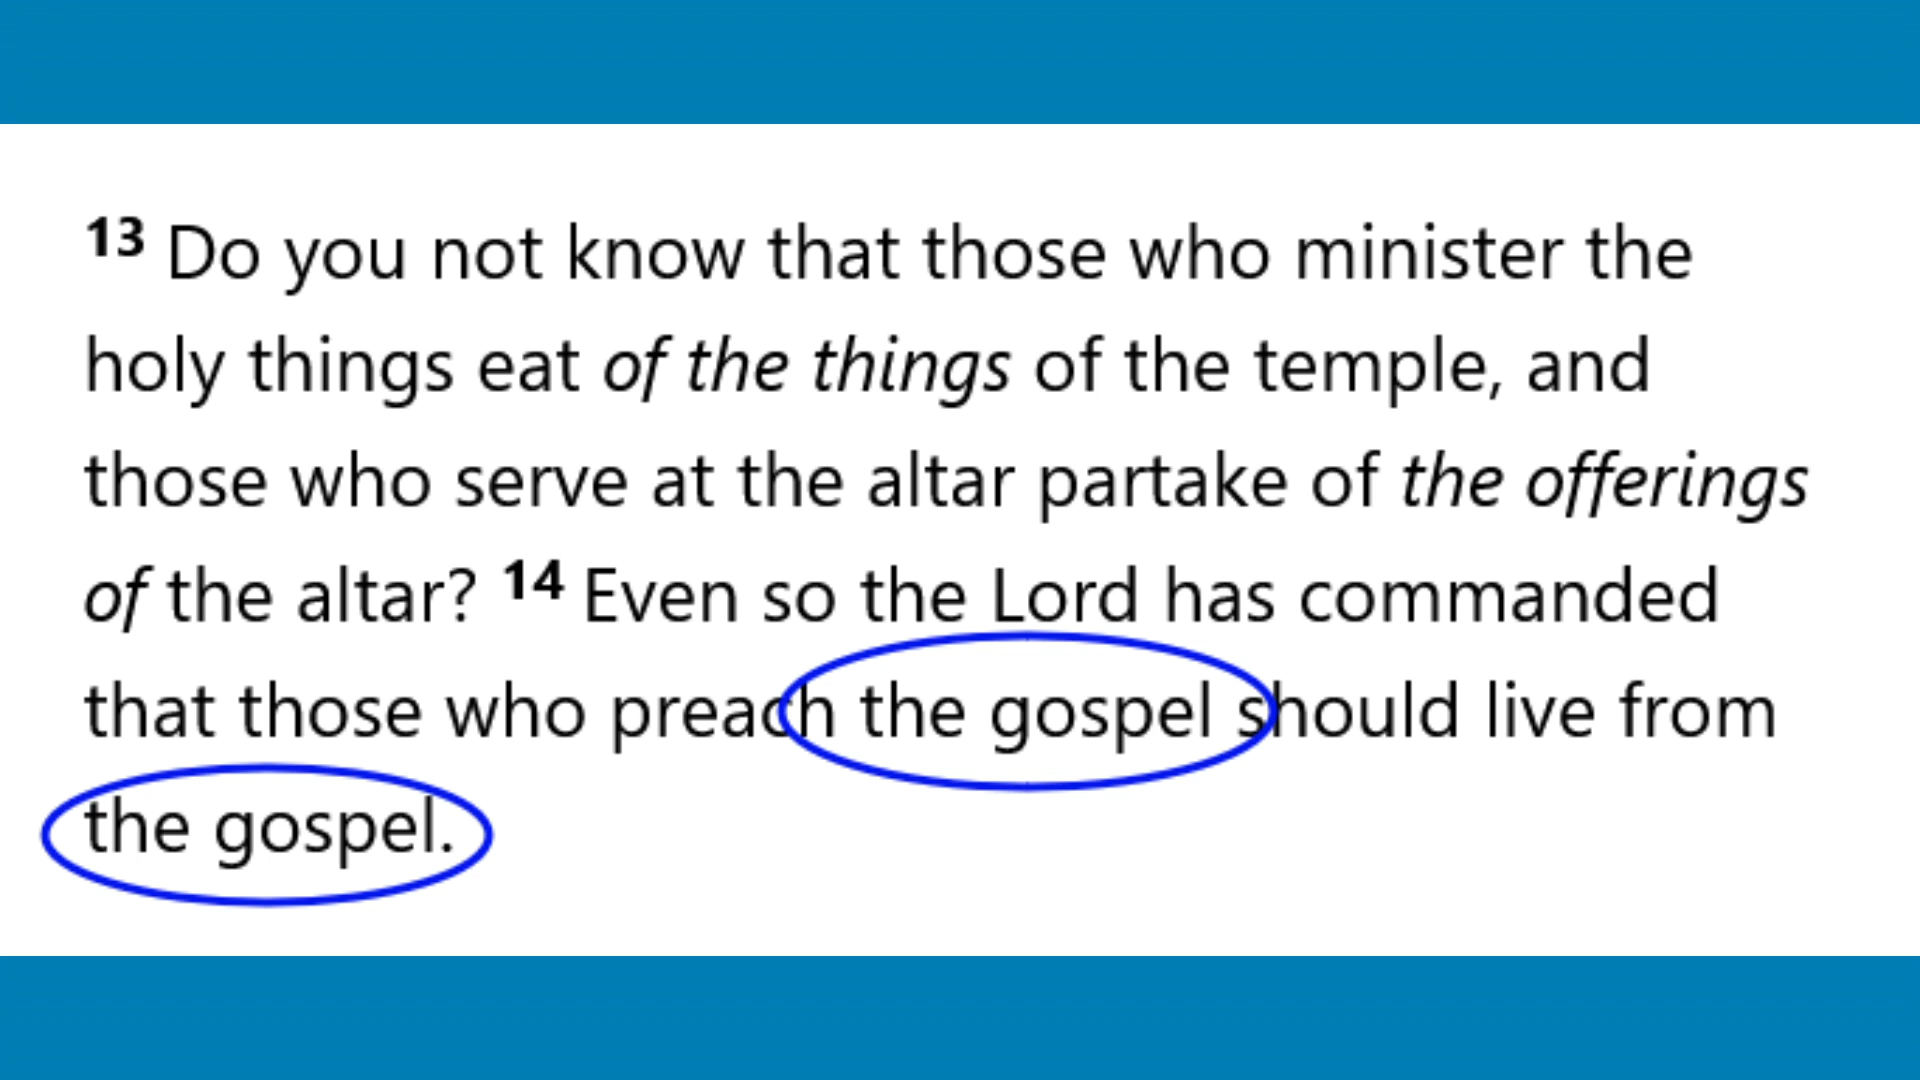 13 Do you not know that those who minister the
holy things eat of the things of the temple, and
those who serve at the altar partake of the offerings
of the altar? 14 Even so the Lord has commanded
that those who preach the gospel should live from
the gospel.